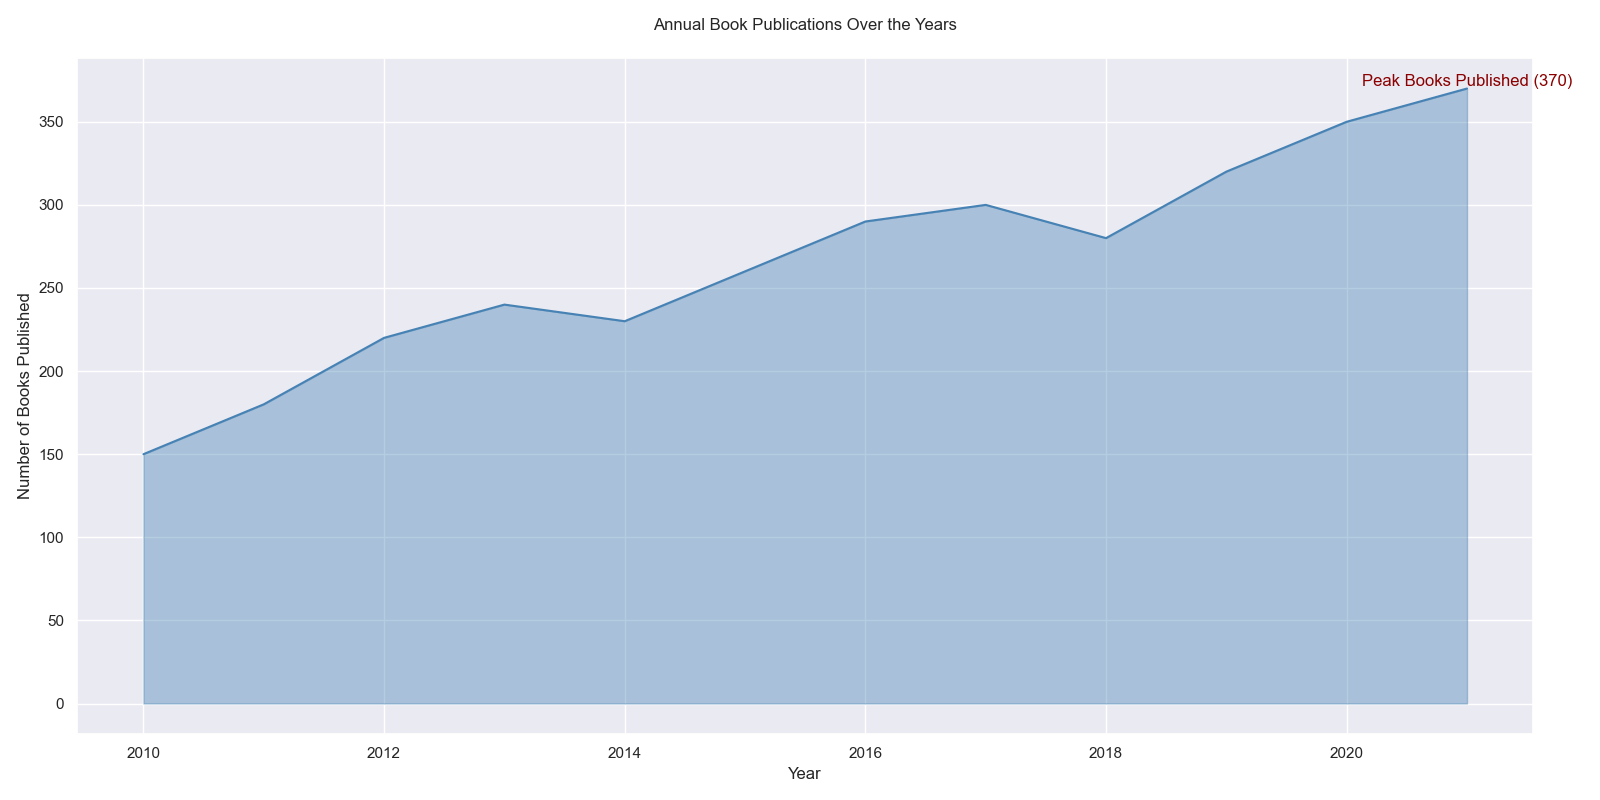 Annual Book Publications Over the Years
Peak Books Published (370)
350
300
250
200
150
100
50
0
Number of Books Published
2010 2012 2014 2016 2018 2020
Year